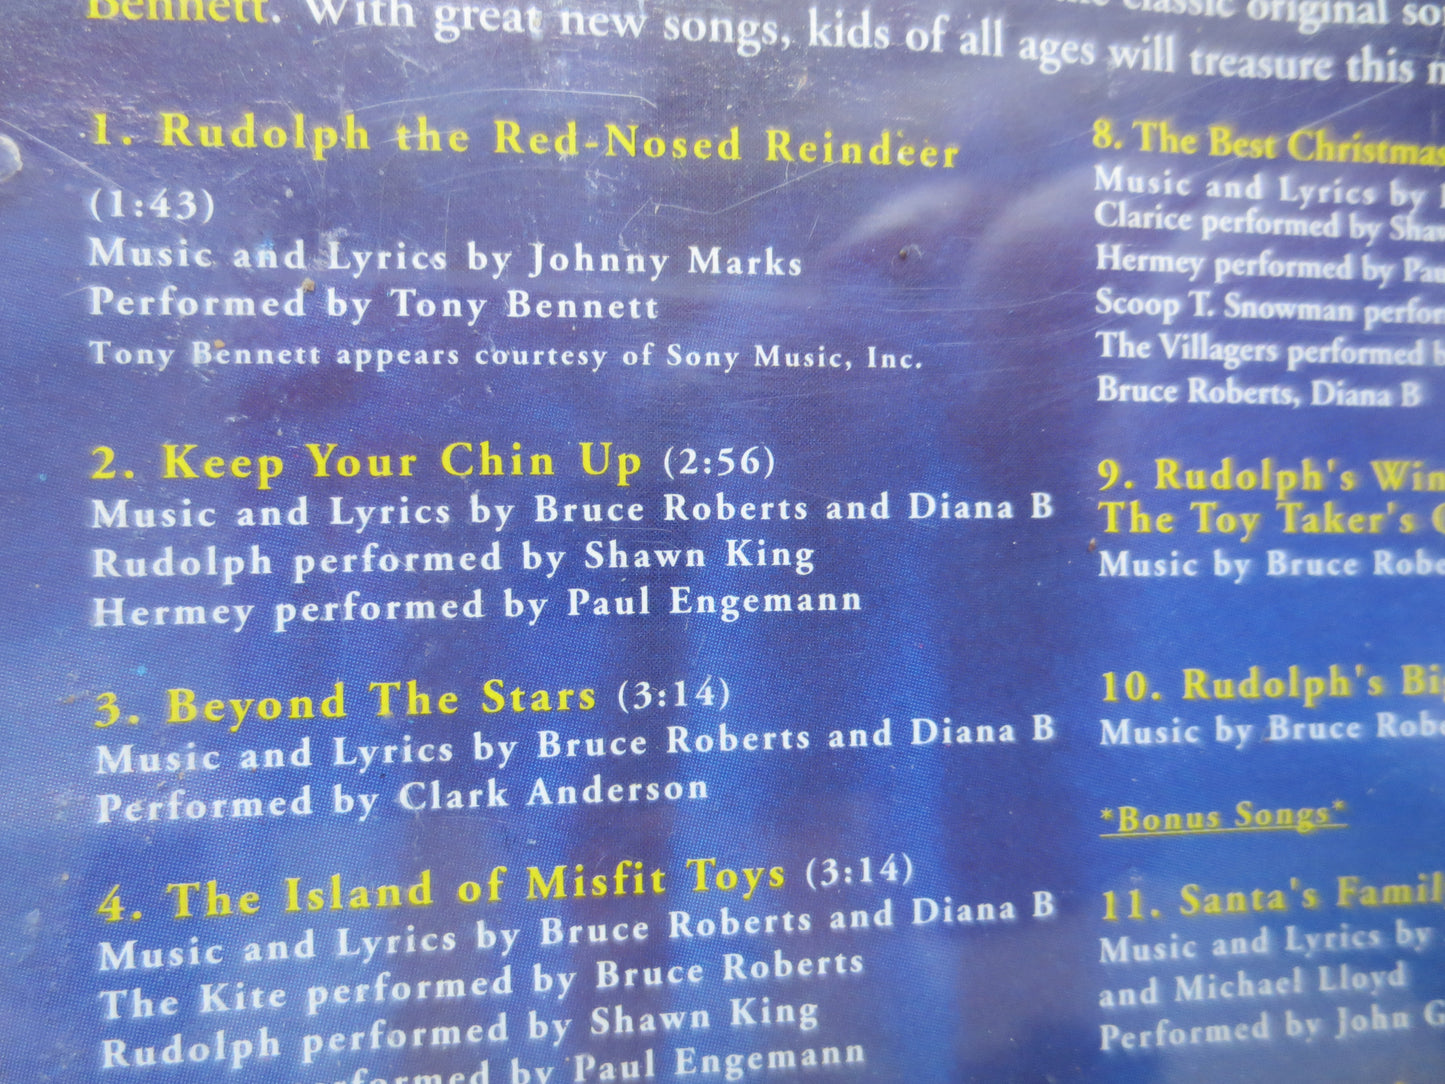 Bennett. With great new songs, kids of all ages will treasure this
classic original
1. Rudolph the Red-Nosed Reindeer
(1:43)
Music and Lyrics by Johnny Marks
Performed by Tony Bennett
Tony Bennett appears courtesy of Sony Music, Inc.
2. Keep Your Chin Up (2:56)
Music and Lyrics by Bruce Roberts and Diana B
Rudolph performed by Shawn King
Hermey performed by Paul Engemann
3. Beyond The Stars (3:14)
Music and Lyrics by Bruce Roberts and Diana B
Performed by Clark Anderson
4. The Island of Misfit Toys (3:14)
Music and Lyrics by Bruce Roberts and Diana B
The Kite performed by Bruce Roberts
Rudolph performed by Shawn King
performed by Paul Engemann
8. The Best Christmas
Music and Lyrics by
Clarice performed by
Hermey performed by
Scoop T. Snowman
The Villagers performed
Bruce Roberts, Diana B
9. Rudolph's
The Toy Taker's
Music by Bruce
10. Rudolph's
Music by Bruce
*Bonus Songs*
11. Santa's
Music and Lyrics by
and Michael Lloyd
Performed by John